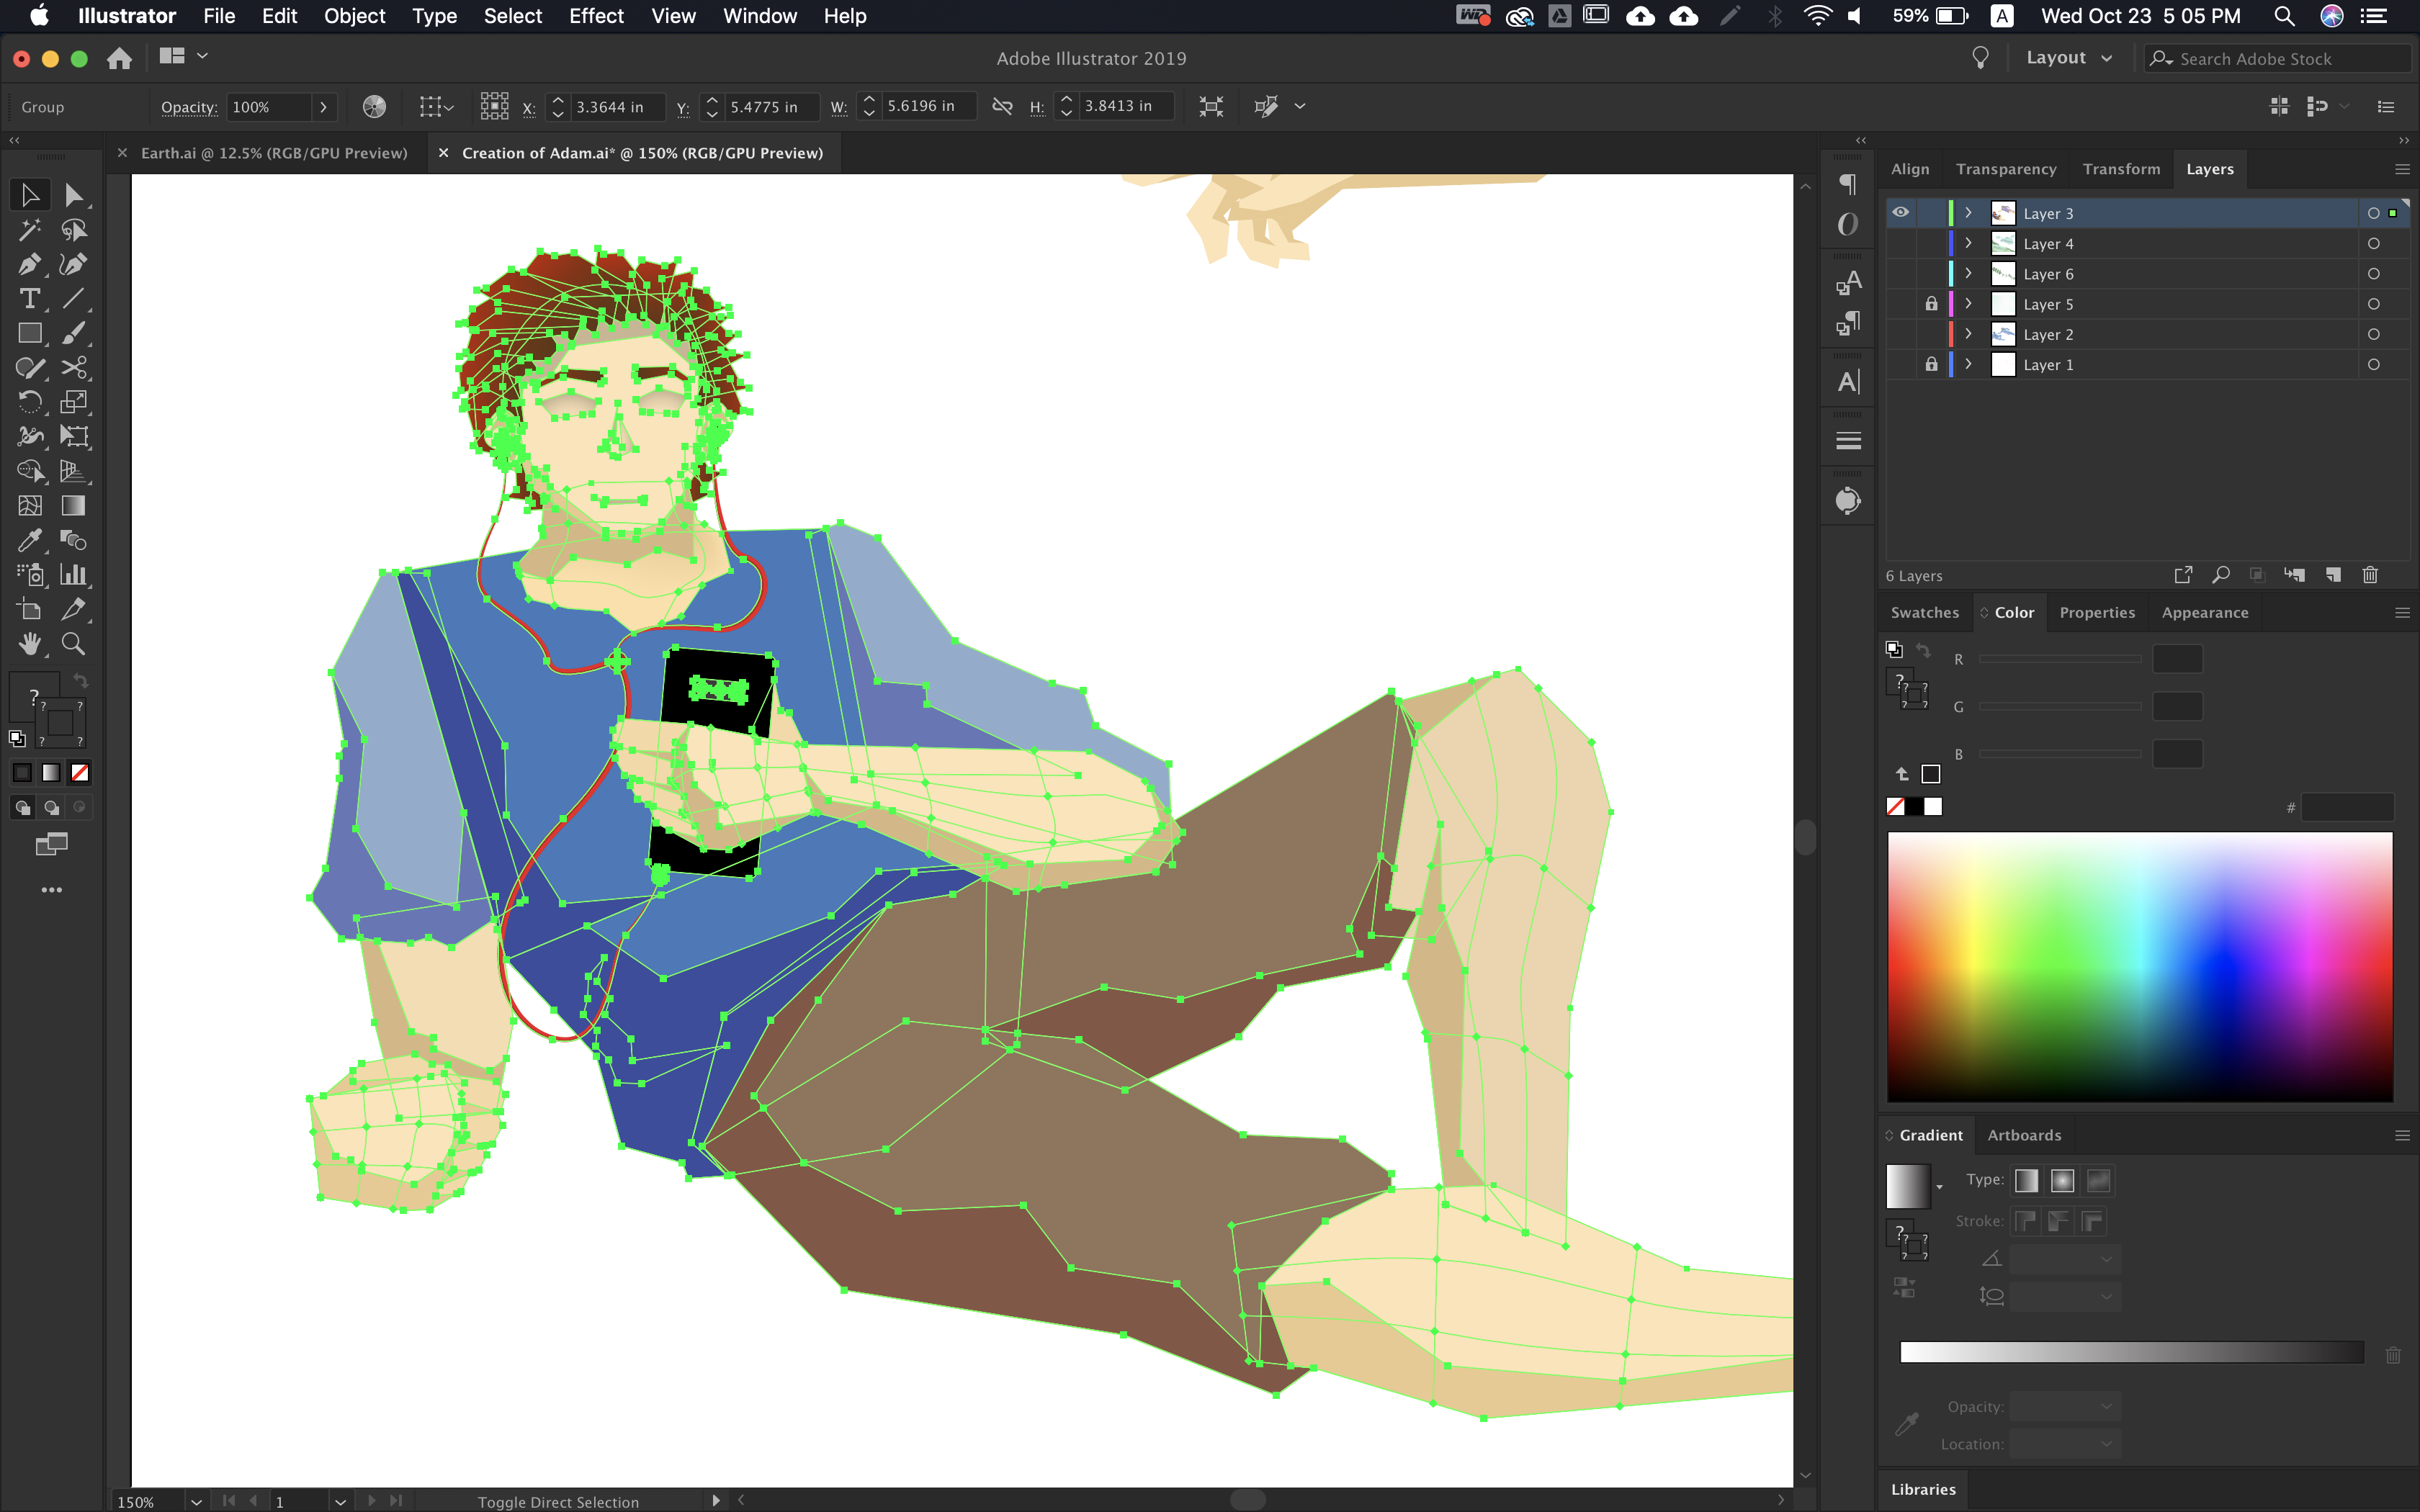 Illustrator File Edit Object Type Select Effect View Window Help 59% A Wed Oct 23 5 05 PM
Adobe Illustrator 2019 Layout Search Adobe Stock
Group Opacity: 100% X: 3.3644 in Y: 5.4775 in W: 5.6196 in H: 3.8413 in
Earth.ai @ 12.5% (RGB/GPU Preview) Creation of Adam.ai* @ 150% (RGB/GPU Preview)
Align Transparency Transform Layers
Layer 3
Layer 4
Layer 6
Layer 5
Layer 2
Layer 1
6 Layers
Swatches Color Properties Appearance
R
G
B
#
Gradient Artboards
Type:
Stroke:
Opacity:
Location:
Libraries
150% 1 Toggle Direct Selection